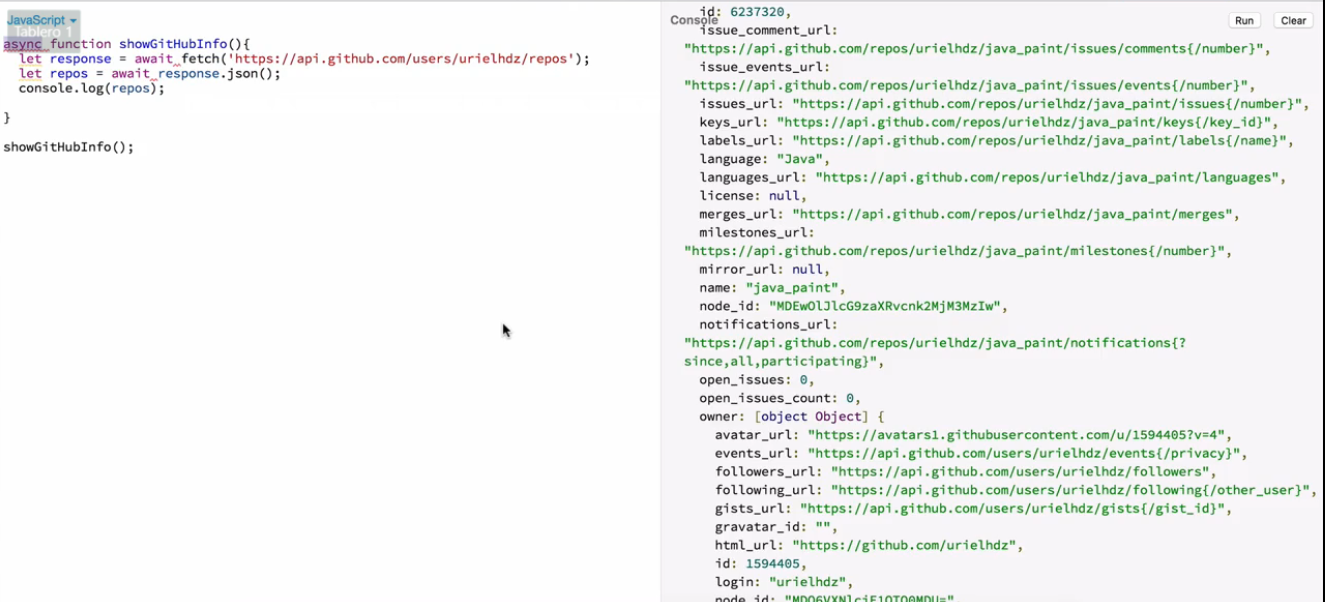 JavaScript
Tablero 1
async function showGitHubInfo(){
let response = await fetch('https://api.github.com/users/urielhdz/repos');
let repos = await response.json();
console.log(repos);
}
showGitHubInfo();
Console
Run
Clear
id: 6237320,
issue_comment_url:
"https://api.github.com/repos/urielhdz/java_paint/issues/comments{/number}",
issue_events_url:
"https://api.github.com/repos/urielhdz/java_paint/issues/events{/number}",
issues_url: "https://api.github.com/repos/urielhdz/java_paint/issues{/number}",
keys_url: "https://api.github.com/repos/urielhdz/java_paint/keys{/key_id}",
labels_url: "https://api.github.com/repos/urielhdz/java_paint/labels{/name}",
language: "Java",
languages_url: "https://api.github.com/repos/urielhdz/java_paint/languages",
license: null,
merges_url: "https://api.github.com/repos/urielhdz/java_paint/merges",
milestones_url:
"https://api.github.com/repos/urielhdz/java_paint/milestones{/number}",
mirror_url: null,
name: "java_paint",
node_id: "MDEwOlJlcG9zaXRvcnk2MjM3MzIw",
notifications_url:
"https://api.github.com/repos/urielhdz/java_paint/notifications{?
since,all,participating}",
open_issues: 0,
open_issues_count: 0,
owner: [object Object] {
avatar_url: "https://avatars1.githubusercontent.com/u/1594405?v=4",
events_url: "https://api.github.com/users/urielhdz/events{/privacy}",
followers_url: "https://api.github.com/users/urielhdz/followers",
following_url: "https://api.github.com/users/urielhdz/following{/other_user}",
gists_url: "https://api.github.com/users/urielhdz/gists{/gist_id}",
gravatar_id: "",
html_url: "https://github.com/urielhdz",
id: 1594405,
login: "urielhdz",
node_id: